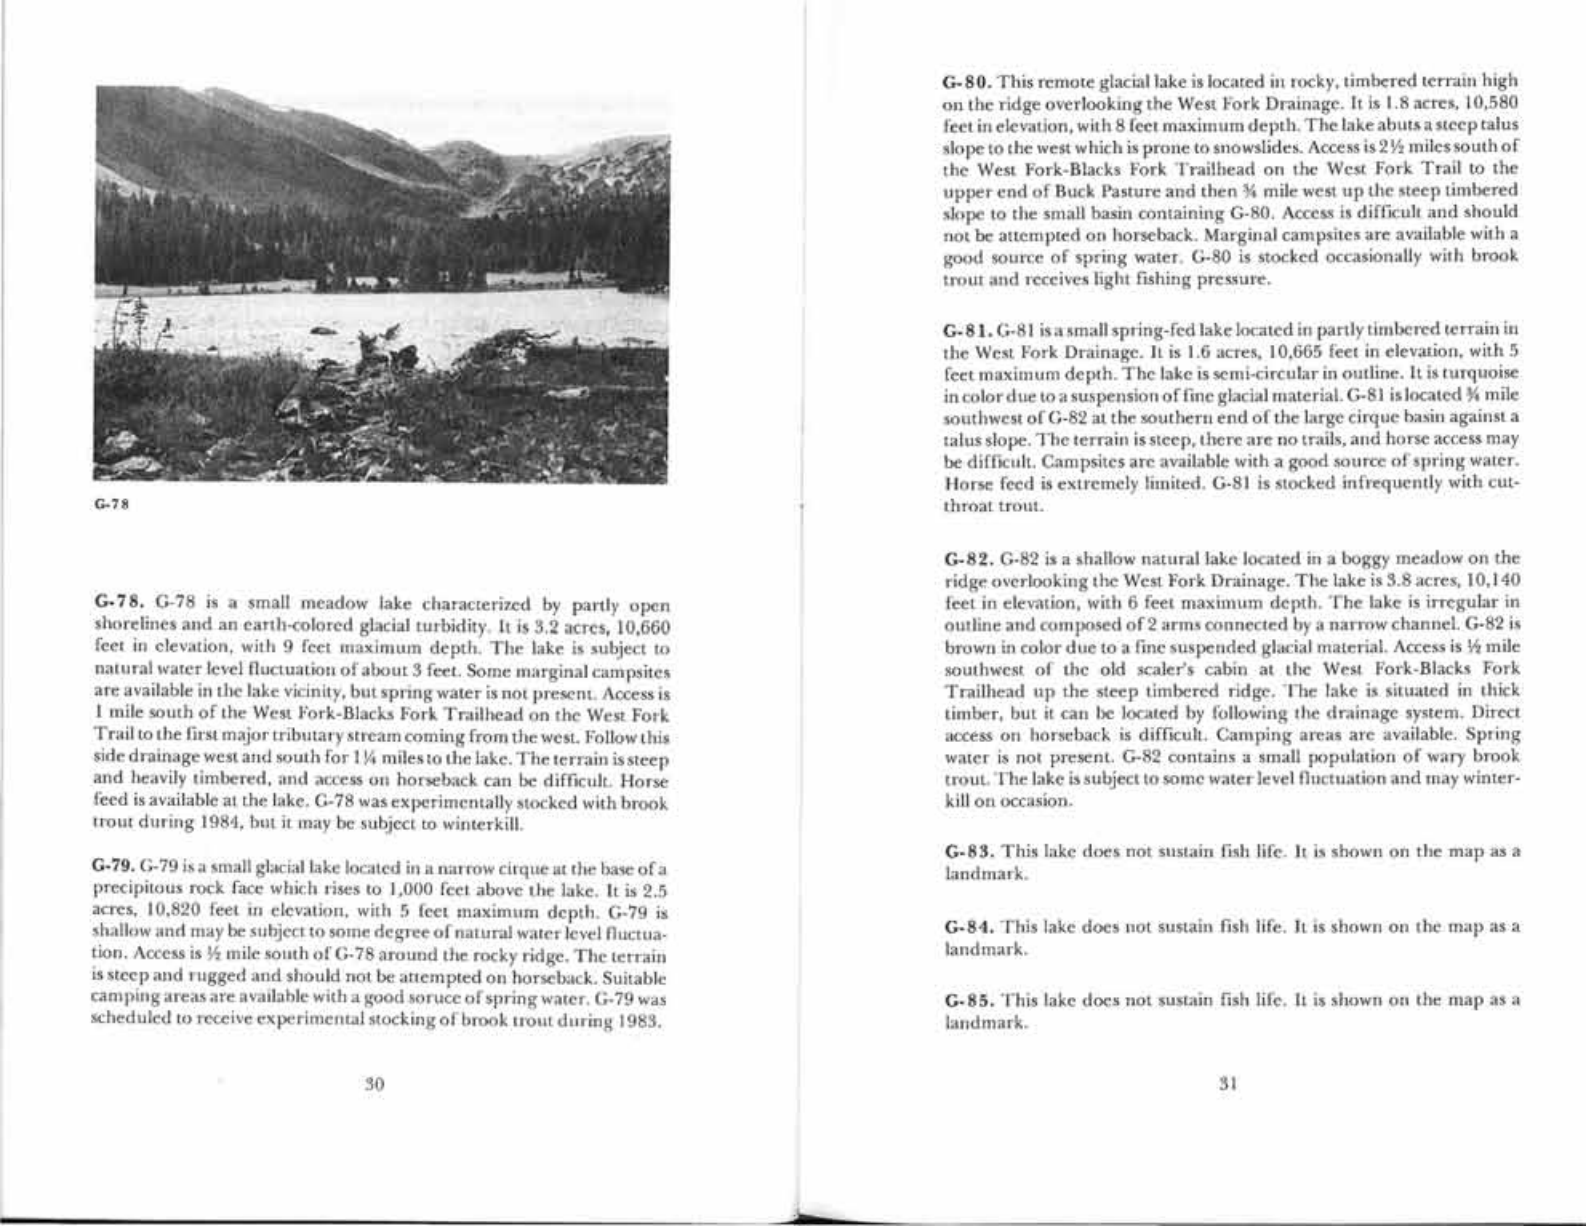 G-78
G-78. G-78 is a small meadow lake characterized by partly open
shorelines and an earth-colored glacial turbidity. It is 3.2 acres, 10,660
feet in elevation, with 9 feet maximum depth. The lake is subject to
natural water level fluctuation of about 3 feet. Some marginal campsites
are available in the lake vicinity, but spring water is not present. Access is
1 mile south of the West Fork-Blacks Fork Trailhead on the West Fork
Trail to the first major tributary stream coming from the west. Follow this
side drainage west and south for 1¼ miles to the lake. The terrain is steep
and heavily timbered, and access on horseback can be difficult. Horse
feed is available at the lake. G-78 was experimentally stocked with brook
trout during 1984, but it may be subject to winterkill.
G-79. G-79 is a small glacial lake located in a narrow cirque at the base of a
precipitous rock face which rises to 1,000 feet above the lake. It is 2.5
acres, 10,820 feet in elevation, with 5 feet maximum depth. G-79 is
shallow and may be subject to some degree of natural water level fluctua-
tion. Access is ½ mile south of G-78 around the rocky ridge. The terrain
is steep and rugged and should not be attempted on horseback. Suitable
camping areas are available with a good soruce of spring water. G-79 was
scheduled to receive experimental stocking of brook trout during 1983.
30
G-80. This remote glacial lake is located in rocky, timbered terrain high
on the ridge overlooking the West Fork Drainage. It is 1.8 acres, 10,580
feet in elevation, with 8 feet maximum depth. The lake abuts a steep talus
slope to the west which is prone to snowslides. Access is 2½ miles south of
the West Fork-Blacks Fork Trailhead on the West Fork Trail to the
upper end of Buck Pasture and then ¾ mile west up the steep timbered
slope to the small basin containing G-80. Access is difficult and should
not be attempted on horseback. Marginal campsites are available with a
good source of spring water. G-80 is stocked occasionally with brook
trout and receives light fishing pressure.
G-81. G-81 is a small spring-fed lake located in partly timbered terrain in
the West Fork Drainage. It is 1.6 acres, 10,665 feet in elevation, with 5
feet maximum depth. The lake is semi-circular in outline. It is turquoise
in color due to a suspension of fine glacial material. G-81 is located ¾ mile
southwest of G-82 at the southern end of the large cirque basin against a
talus slope. The terrain is steep, there are no trails, and horse access may
be difficult. Campsites are available with a good source of spring water.
Horse feed is extremely limited. G-81 is stocked infrequently with cut-
throat trout.
G-82. G-82 is a shallow natural lake located in a boggy meadow on the
ridge overlooking the West Fork Drainage. The lake is 3.8 acres, 10,140
feet in elevation, with 6 feet maximum depth. The lake is irregular in
outline and composed of 2 arms connected by a narrow channel. G-82 is
brown in color due to a fine suspended glacial material. Access is ½ mile
southwest of the old scaler's cabin at the West Fork-Blacks Fork
Trailhead up the steep timbered ridge. The lake is situated in thick
timber, but it can be located by following the drainage system. Direct
access on horseback is difficult. Camping areas are available. Spring
water is not present. G-82 contains a small population of wary brook
trout. The lake is subject to some water level fluctuation and may winter-
kill on occasion.
G-83. This lake does not sustain fish life. It is shown on the map as a
landmark.
G-84. This lake does not sustain fish life. It is shown on the map as a
landmark.
G-85. This lake does not sustain fish life. It is shown on the map as a
landmark.
31